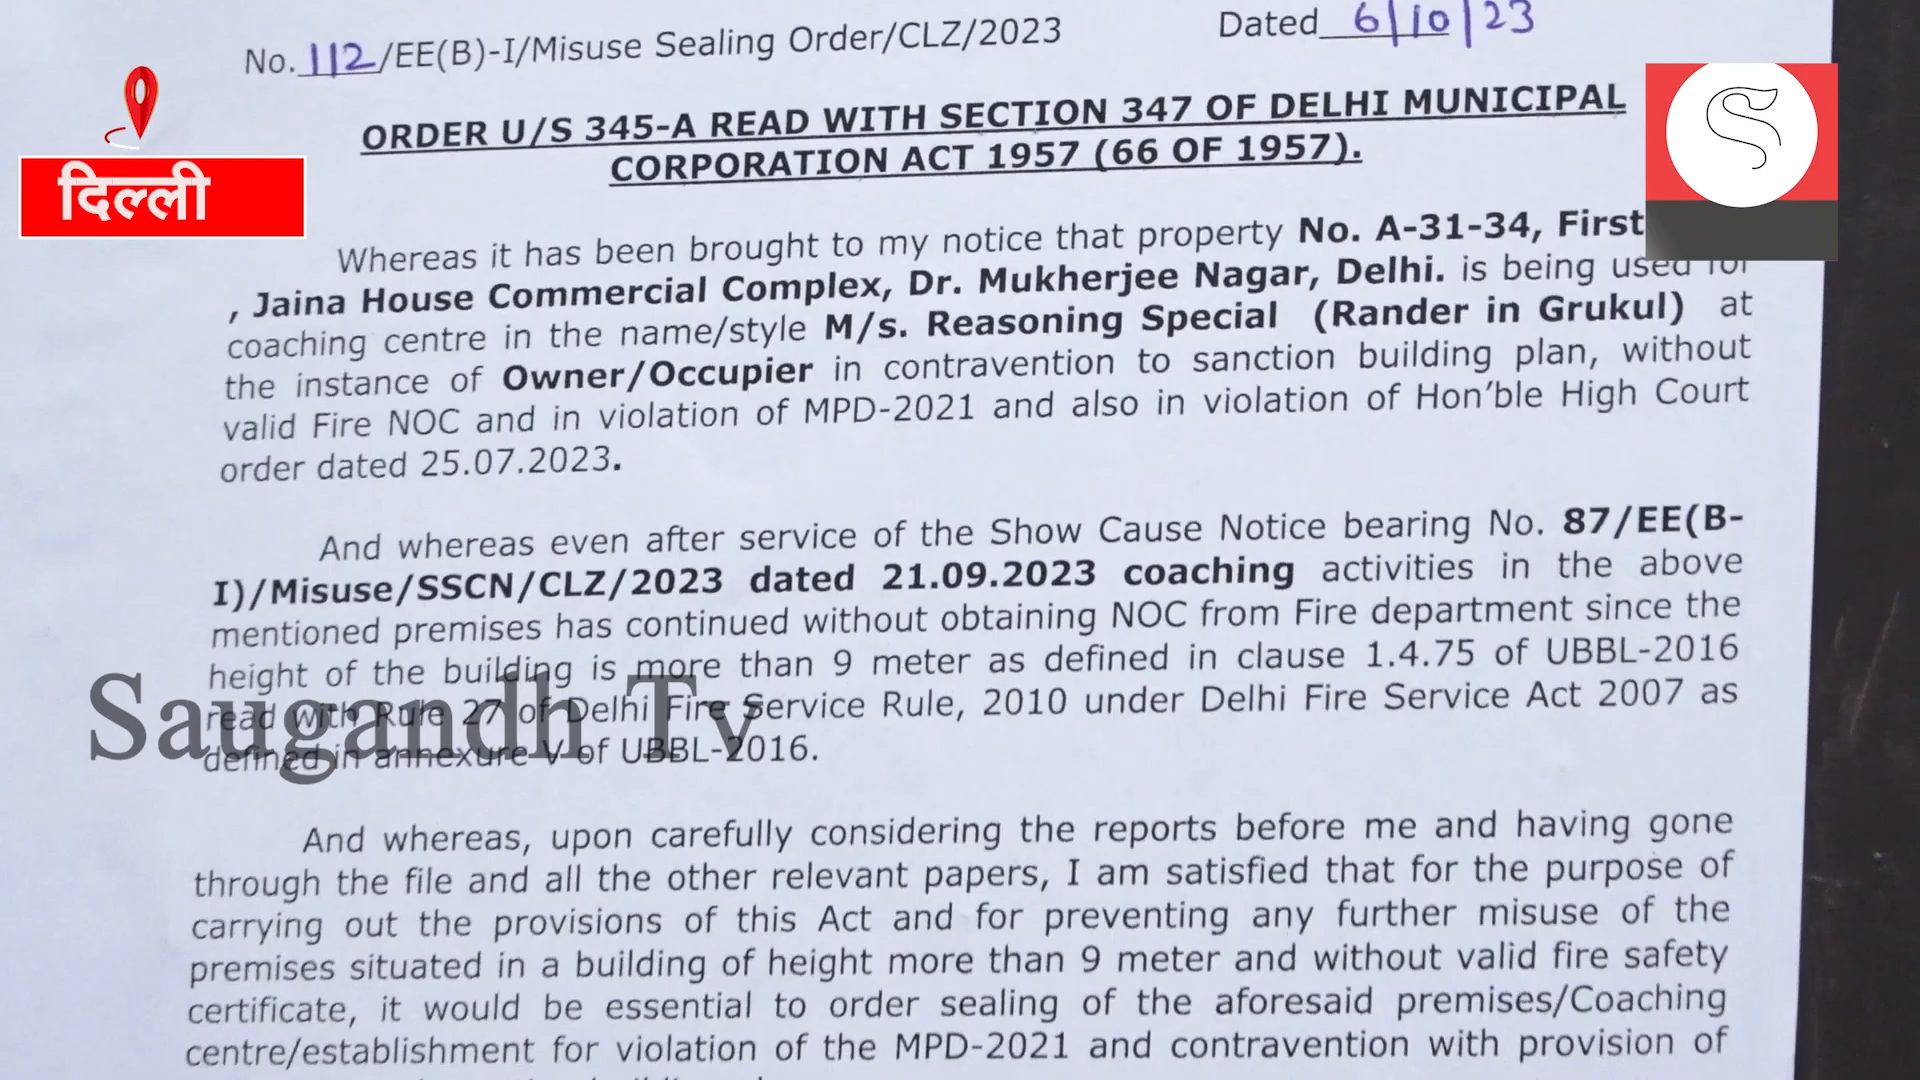 No. 112/EE(B)-I/Misuse Sealing Order/CLZ/2023 Dated 6/10/23
ORDER U/S 345-A READ WITH SECTION 347 OF DELHI MUNICIPAL
CORPORATION ACT 1957 (66 OF 1957).
दिल्ली
Whereas it has been brought to my notice that property No. A-31-34, First
, Jaina House Commercial Complex, Dr. Mukherjee Nagar, Delhi. is being used for
coaching centre in the name/style M/s. Reasoning Special (Rander in Grukul) at
the instance of Owner/Occupier in contravention to sanction building plan, without
valid Fire NOC and in violation of MPD-2021 and also in violation of Hon'ble High Court
order dated 25.07.2023.
And whereas even after service of the Show Cause Notice bearing No. 87/EE(B-
I)/Misuse/SSCN/CLZ/2023 dated 21.09.2023 coaching activities in the above
mentioned premises has continued without obtaining NOC from Fire department since the
height of the building is more than 9 meter as defined in clause 1.4.75 of UBBL-2016
read with Rule 27 of Delhi Fire Service Rule, 2010 under Delhi Fire Service Act 2007 as
defined in annexure V of UBBL-2016.
Saugandh Tv
And whereas, upon carefully considering the reports before me and having gone
through the file and all the other relevant papers, I am satisfied that for the purpose of
carrying out the provisions of this Act and for preventing any further misuse of the
premises situated in a building of height more than 9 meter and without valid fire safety
certificate, it would be essential to order sealing of the aforesaid premises/Coaching
centre/establishment for violation of the MPD-2021 and contravention with provision of